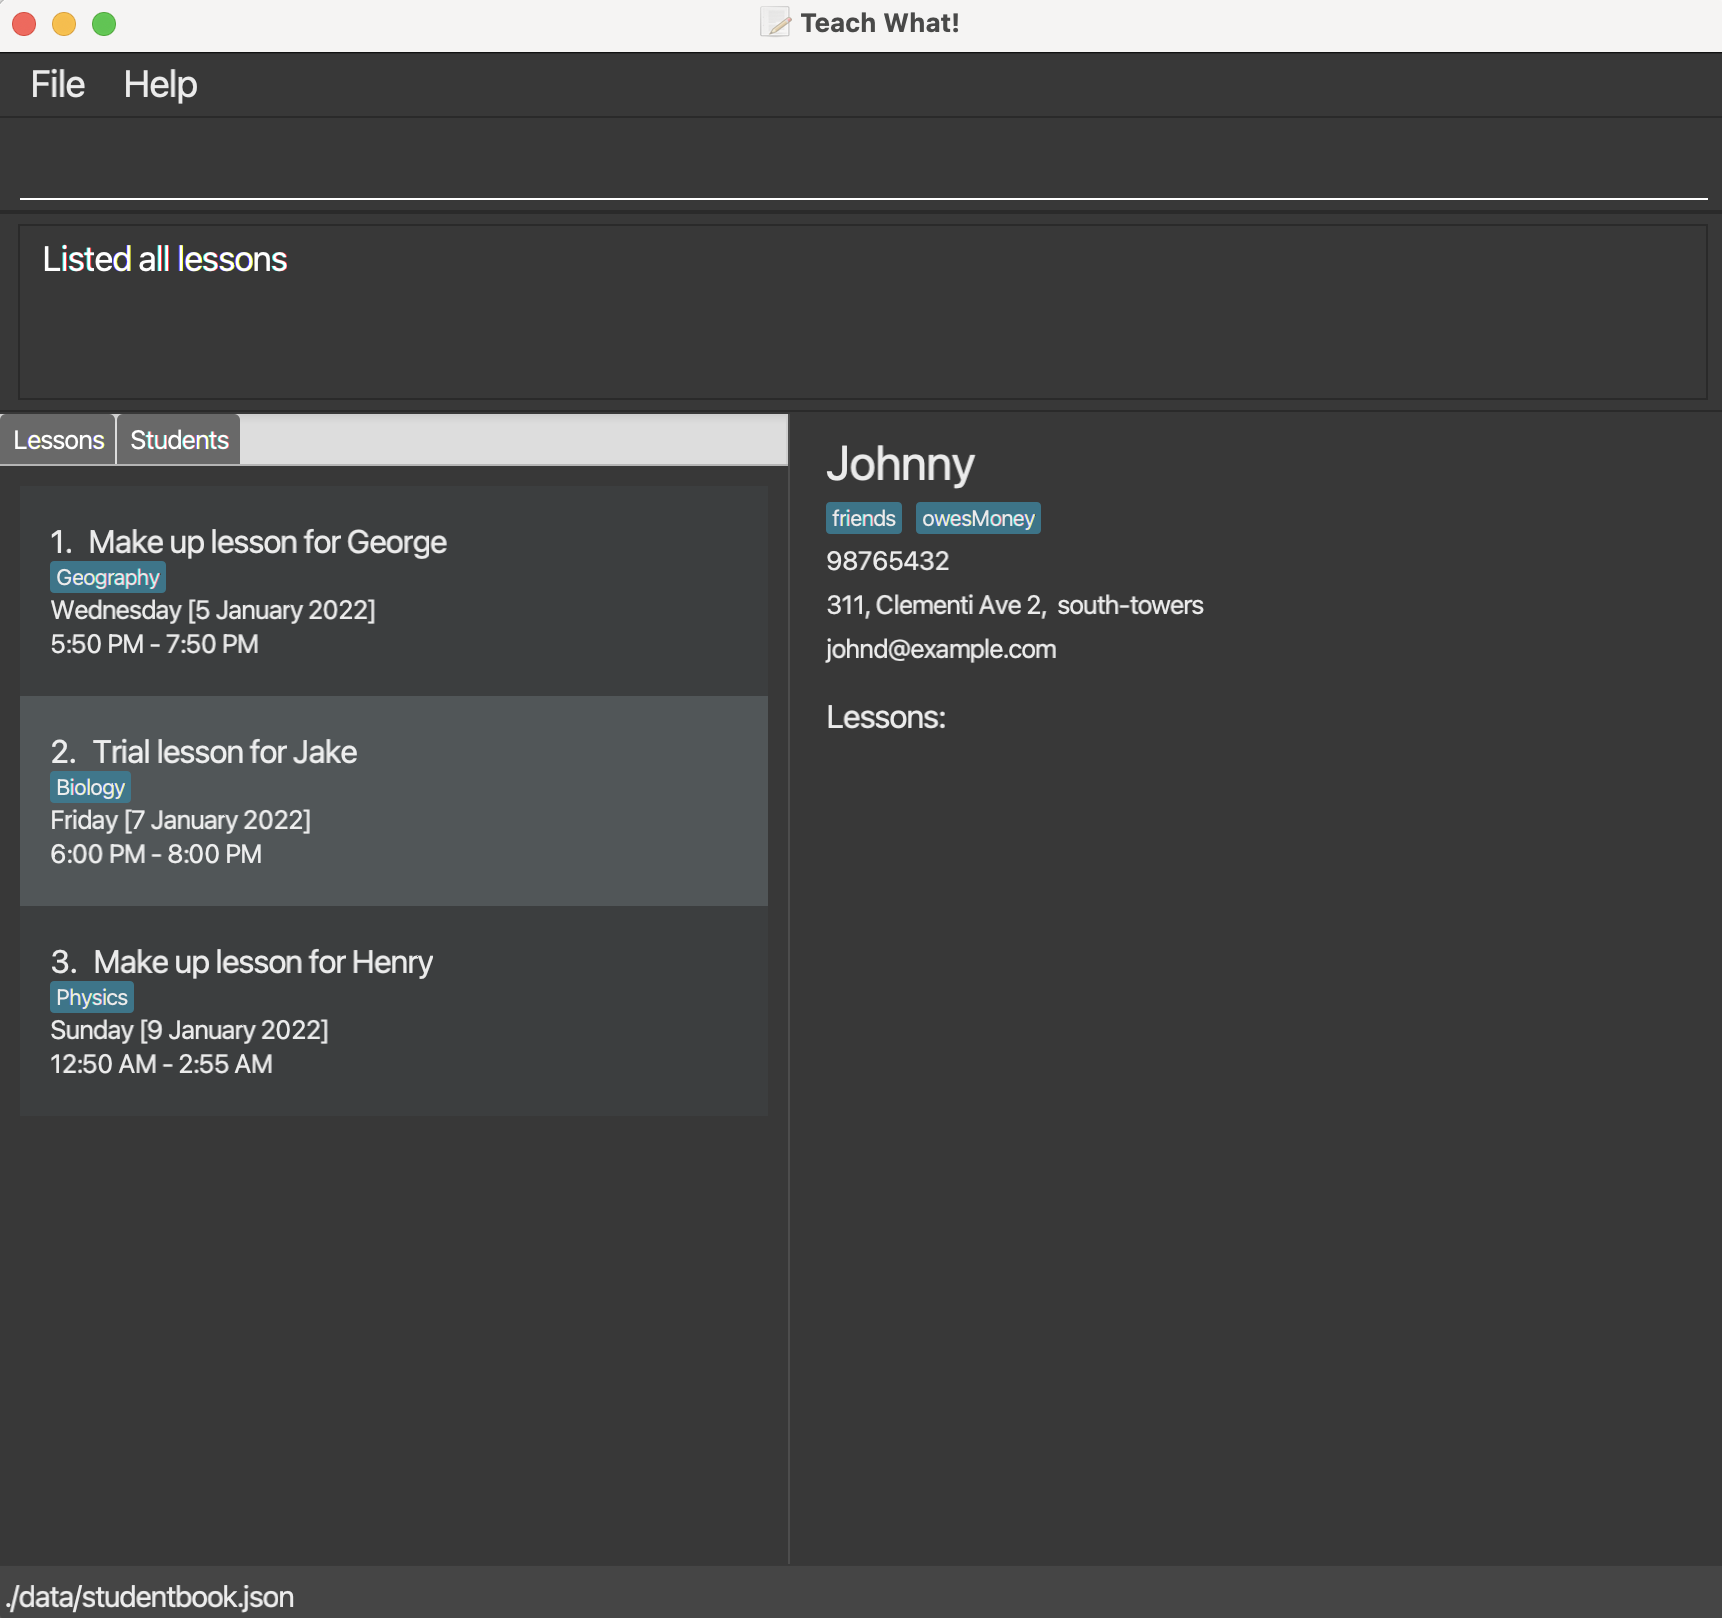 Teach What!
File Help
Listed all lessons
Lessons Students
1. Make up lesson for George
Geography
Wednesday [5 January 2022]
5:50 PM - 7:50 PM
2. Trial lesson for Jake
Biology
Friday [7 January 2022]
6:00 PM - 8:00 PM
3. Make up lesson for Henry
Physics
Sunday [9 January 2022]
12:50 AM - 2:55 AM
Johnny
friends owesMoney
98765432
311, Clementi Ave 2, south-towers
johnd@example.com
Lessons:
./data/studentbook.json